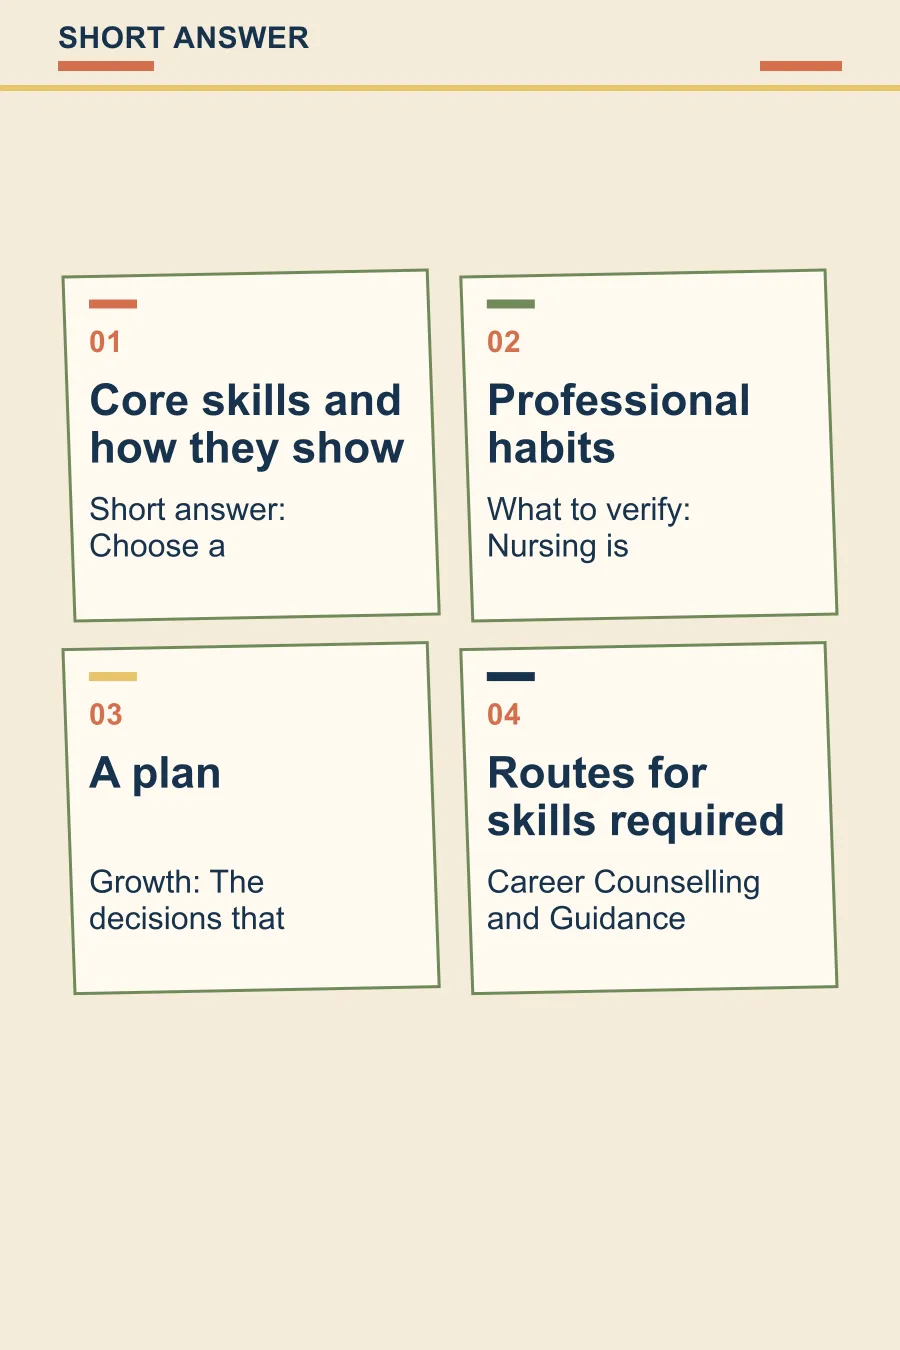 SHORT ANSWER
01
Core skills and
how they show
Short answer:
Choose a
02
Professional
habits
What to verify:
Nursing is
03
A plan
Growth: The
decisions that
04
Routes for
skills required
Career Counselling
and Guidance